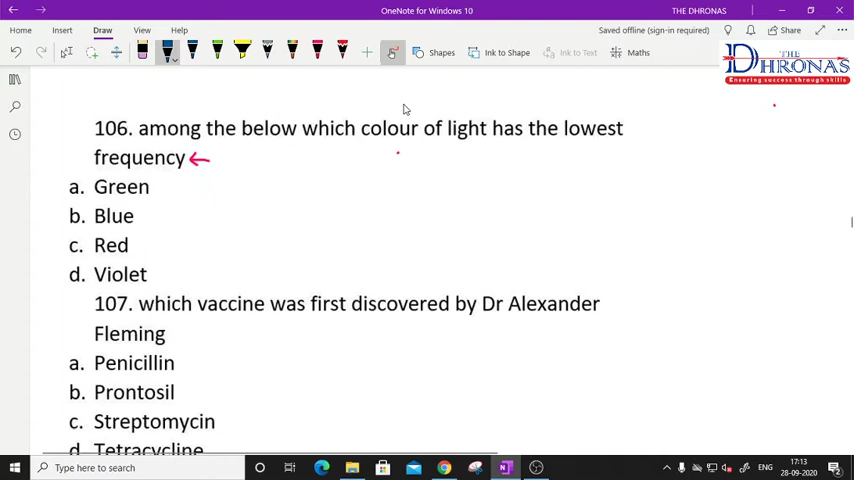 OneNote for Windows 10
THE DHRONAS
Home Insert Draw View Help
Saved offline (sign-in required)
Share
Shapes
Ink to Shape
Ink to Text
Maths
THE
DHRONAS
Ensuring success through skills
106. among the below which colour of light has the lowest
frequency
a. Green
b. Blue
c. Red
d. Violet
107. which vaccine was first discovered by Dr Alexander
Fleming
a. Penicillin
b. Prontosil
c. Streptomycin
d. Tetracycline
Type here to search
ENG
17:13
28-09-2020
2